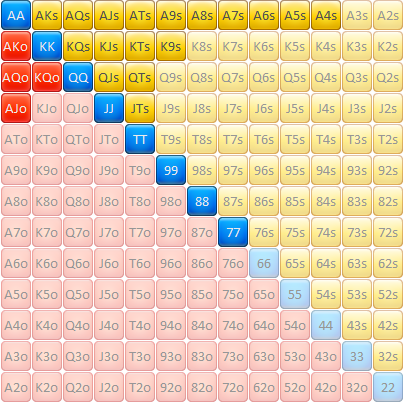 AA AKs AQs AJs ATs A9s A8s A7s A6s A5s A4s A3s A2s
AKo KK KQs KJs KTs K9s K8s K7s K6s K5s K4s K3s K2s
AQo KQo QQ QJs QTs Q9s Q8s Q7s Q6s Q5s Q4s Q3s Q2s
AJo KJo QJo JJ JTs J9s J8s J7s J6s J5s J4s J3s J2s
ATo KTo QTo JTo TT T9s T8s T7s T6s T5s T4s T3s T2s
A9o K9o Q9o J9o T9o 99 98s 97s 96s 95s 94s 93s 92s
A8o K8o Q8o J8o T8o 98o 88 87s 86s 85s 84s 83s 82s
A7o K7o Q7o J7o T7o 97o 87o 77 76s 75s 74s 73s 72s
A6o K6o Q6o J6o T6o 96o 86o 76o 66 65s 64s 63s 62s
A5o K5o Q5o J5o T5o 95o 85o 75o 65o 55 54s 53s 52s
A4o K4o Q4o J4o T4o 94o 84o 74o 64o 54o 44 43s 42s
A3o K3o Q3o J3o T3o 93o 83o 73o 63o 53o 43o 33 32s
A2o K2o Q2o J2o T2o 92o 82o 72o 62o 52o 42o 32o 22